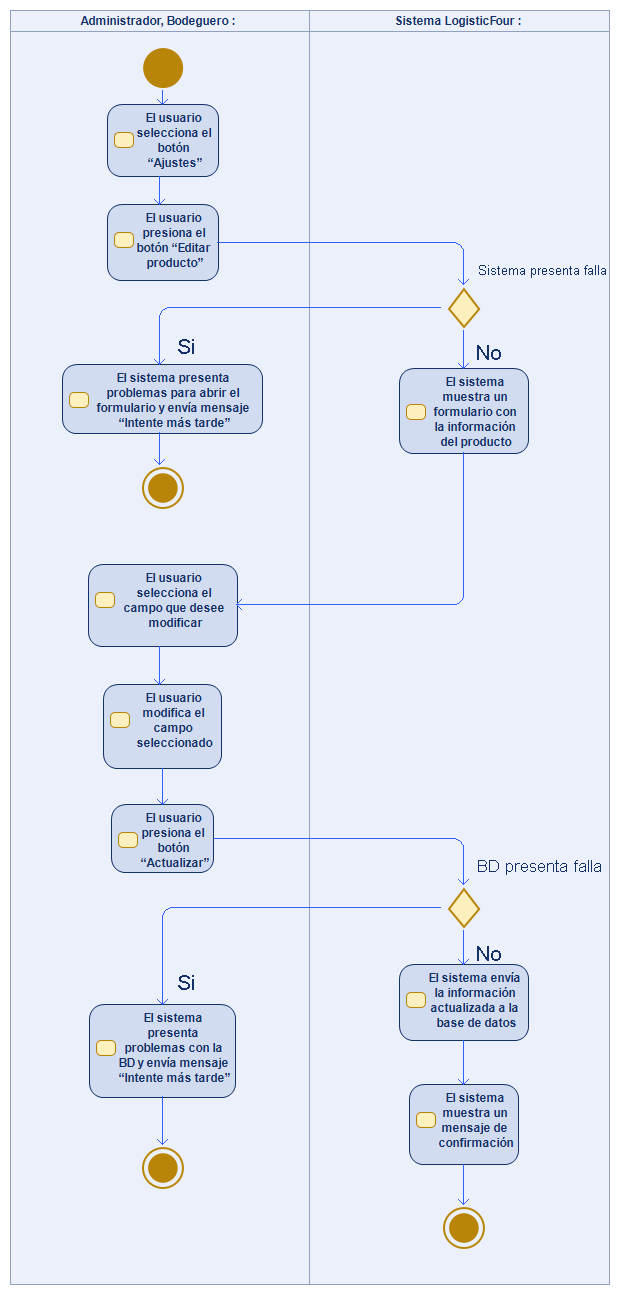 Administrador, Bodeguero :
Sistema LogisticFour :
El usuario
selecciona el
botón
“Ajustes”
El usuario
presiona el
botón “Editar
producto”
Sistema presenta falla
Si
No
El sistema presenta
problemas para abrir el
formulario y envía mensaje
“Intente más tarde”
El sistema
muestra un
formulario con
la información
del producto
El usuario
selecciona el
campo que desee
modificar
El usuario
modifica el
campo
seleccionado
El usuario
presiona el
botón
“Actualizar”
BD presenta falla
Si
No
El sistema envía
la información
actualizada a la
base de datos
El sistema
presenta
problemas con la
BD y envía mensaje
“Intente más tarde”
El sistema
muestra un
mensaje de
confirmación